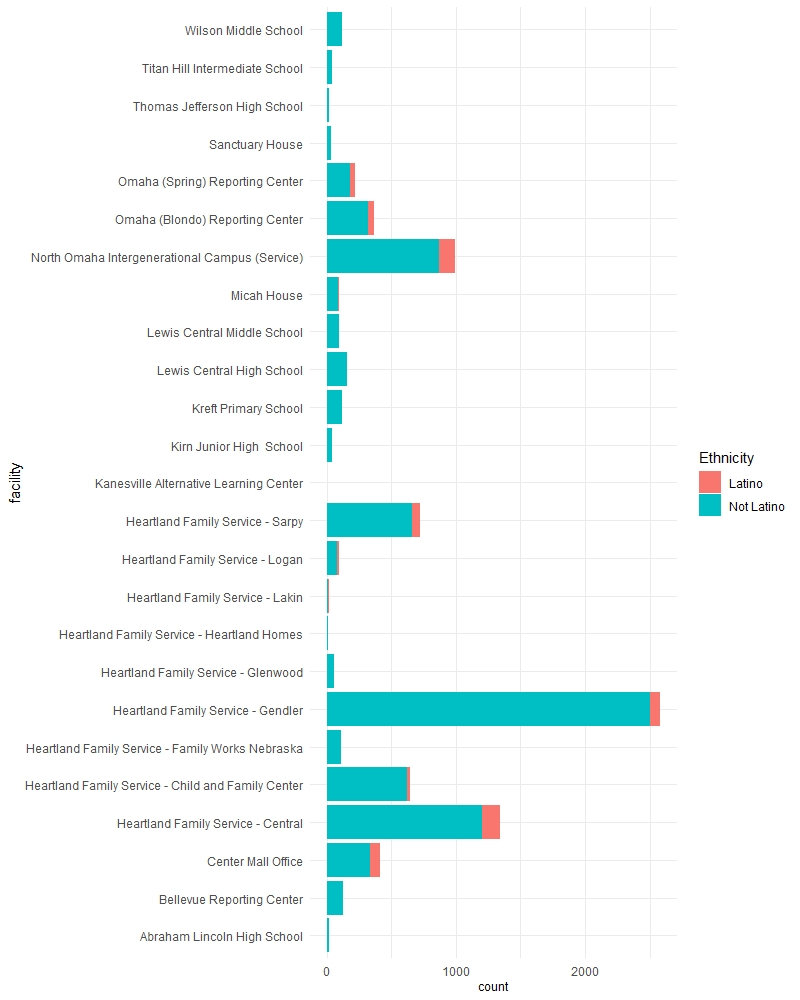 Wilson Middle School
Titan Hill Intermediate School
Thomas Jefferson High School
Sanctuary House
Omaha (Spring) Reporting Center
Omaha (Blondo) Reporting Center
North Omaha Intergenerational Campus (Service)
Micah House
Lewis Central Middle School
Lewis Central High School
Kreft Primary School
Kirn Junior High  School
Kanesville Alternative Learning Center
Heartland Family Service - Sarpy
Heartland Family Service - Logan
Heartland Family Service - Lakin
Heartland Family Service - Heartland Homes
Heartland Family Service - Glenwood
Heartland Family Service - Gendler
Heartland Family Service - Family Works Nebraska
Heartland Family Service - Child and Family Center
Heartland Family Service - Central
Center Mall Office
Bellevue Reporting Center
Abraham Lincoln High School
facility
0 1000 2000
count
Ethnicity
Latino
Not Latino